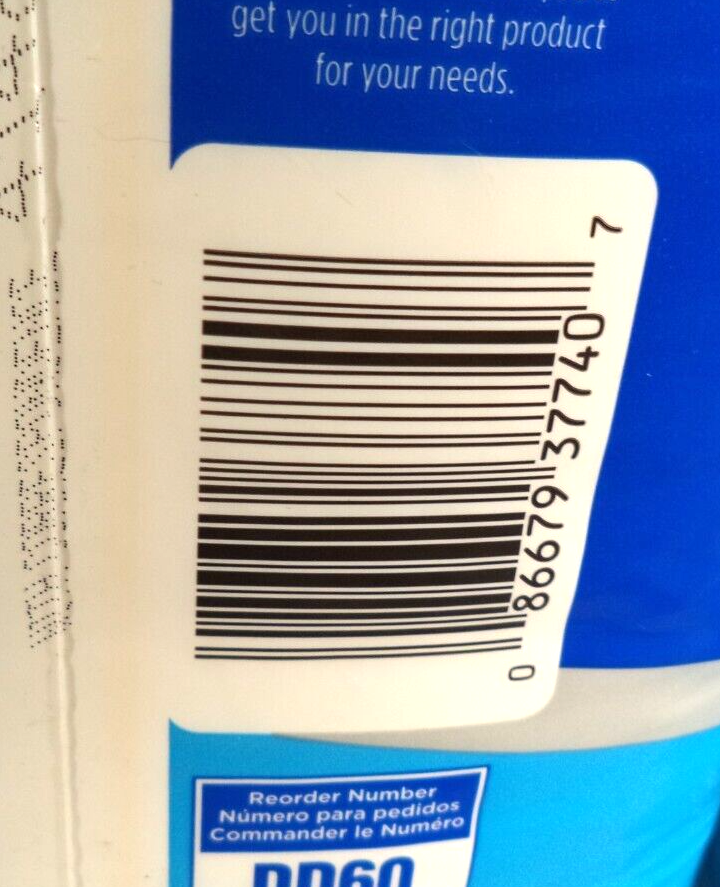 get you in the right product
for your needs.
0 86679 37740 7
Reorder Number
Número para pedidos
Commander le Numéro